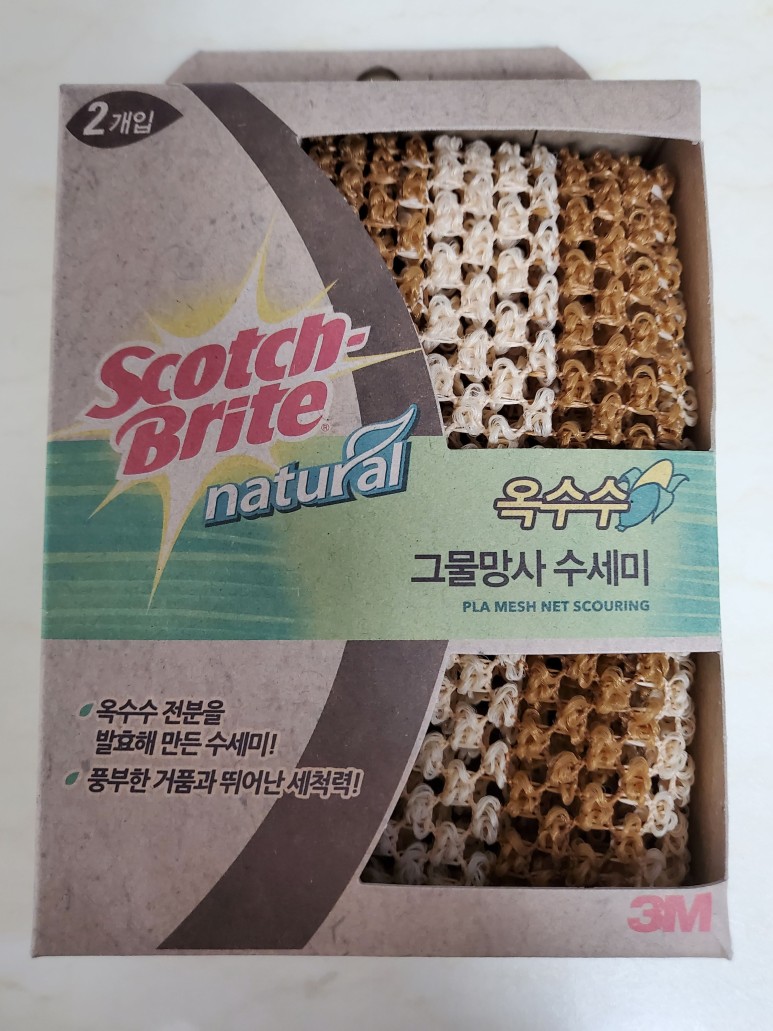 2개입
Scotch-
Brite®
natural
옥수수
그물망사 수세미
PLA MESH NET SCOURING
옥수수 전분을
발효해 만든 수세미!
풍부한 거품과 뛰어난 세척력!
3M